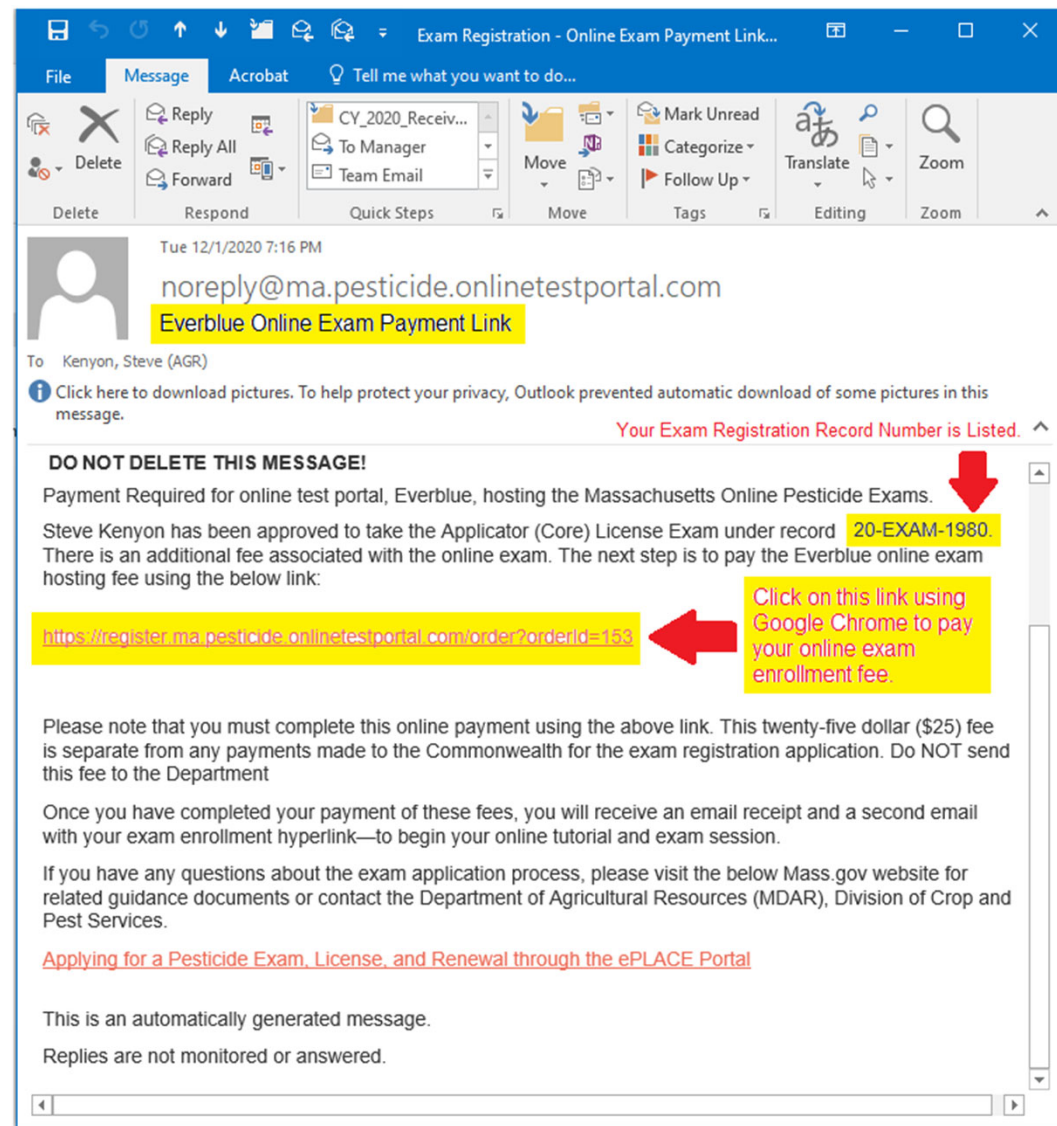 Exam Registration - Online Exam Payment Link...
File Message Acrobat Tell me what you want to do...
Delete
Reply
Reply All
Forward
CY_2020_Receiv...
To Manager
Team Email
Move
Mark Unread
Categorize
Follow Up
Translate
Zoom
Delete Respond Quick Steps Move Tags Editing Zoom
Tue 12/1/2020 7:16 PM
noreply@ma.pesticide.onlinetestportal.com
Everblue Online Exam Payment Link
To Kenyon, Steve (AGR)
Click here to download pictures. To help protect your privacy, Outlook prevented automatic download of some pictures in this
message.
Your Exam Registration Record Number is Listed.
DO NOT DELETE THIS MESSAGE!
Payment Required for online test portal, Everblue, hosting the Massachusetts Online Pesticide Exams.
Steve Kenyon has been approved to take the Applicator (Core) License Exam under record 20-EXAM-1980.
There is an additional fee associated with the online exam. The next step is to pay the Everblue online exam
hosting fee using the below link:
https://register.ma.pesticide.onlinetestportal.com/order?orderId=153
Click on this link using
Google Chrome to pay
your online exam
enrollment fee.
Please note that you must complete this online payment using the above link. This twenty-five dollar ($25) fee
is separate from any payments made to the Commonwealth for the exam registration application. Do NOT send
this fee to the Department
Once you have completed your payment of these fees, you will receive an email receipt and a second email
with your exam enrollment hyperlink—to begin your online tutorial and exam session.
If you have any questions about the exam application process, please visit the below Mass.gov website for
related guidance documents or contact the Department of Agricultural Resources (MDAR), Division of Crop and
Pest Services.
Applying for a Pesticide Exam, License, and Renewal through the ePLACE Portal
This is an automatically generated message.
Replies are not monitored or answered.